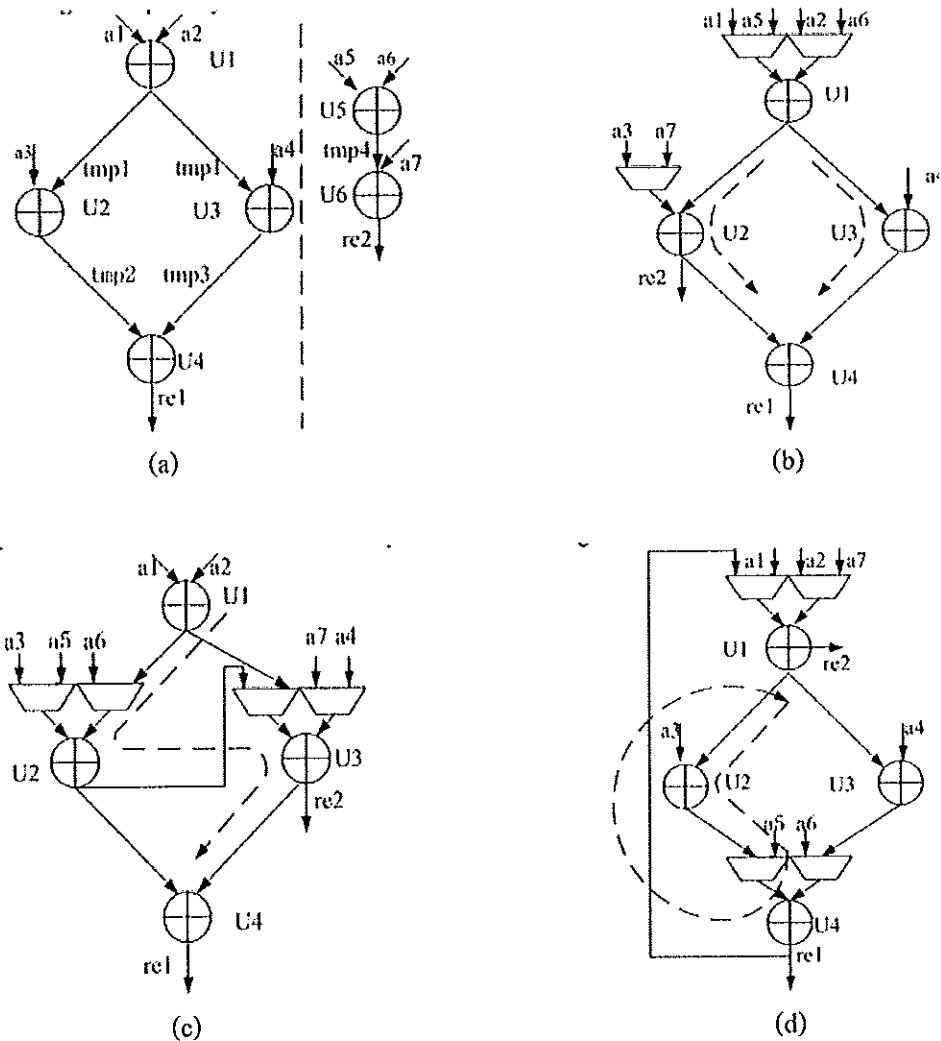 a1 a2
U1
a5 a6
U5
tmp4 a7
U6
re2
a3 tmp1 tmp1 a4
U2 U3
tmp2 tmp3
U4
re1
(a)
a1 a5 a2 a6
U1
a3 a7
a4
U2 U3
re2
U4
re1
(b)
a1 a2
U1
a3 a5 a6 a7 a4
U2 U3
re2
U4
re1
(c)
a1 a2 a7
U1
re2
a3 a4
U2 U3
a5 a6
U4
re1
(d)